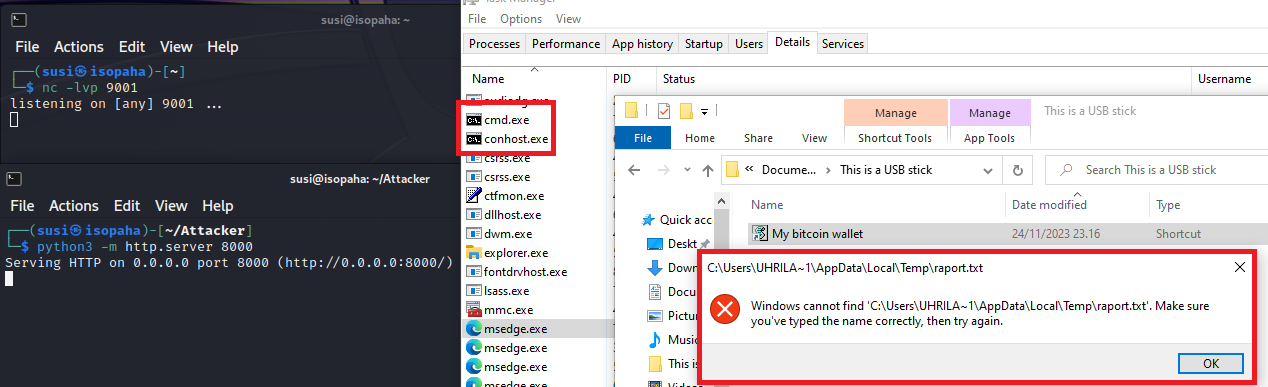 susi@isopaha: ~
File Actions Edit View Help
(susi㉿isopaha)-[~]
$ nc -lvp 9001
listening on [any] 9001 ...
susi@isopaha: ~/Attacker
File Actions Edit View Help
(susi㉿isopaha)-[~/Attacker]
$ python3 -m http.server 8000
Serving HTTP on 0.0.0.0 port 8000 (http://0.0.0.0:8000/)
Task Manager
File Options View
Processes Performance App history Startup Users Details Services
Name PID Status Username
audiodg.exe
cmd.exe
conhost.exe
csrss.exe
csrss.exe
ctfmon.exe
dllhost.exe
dwm.exe
explorer.exe
fontdrvhost.exe
lsass.exe
mmc.exe
msedge.exe
msedge.exe
msedge.exe
msedge.exe
Manage Manage This is a USB stick
File Home Share View Shortcut Tools App Tools
« Docume... › This is a USB stick
Search This is a USB stick
Quick acc
Deskt
Down
Docu
Pictur
Music
This is
Videos
Name Date modified Type
My bitcoin wallet 24/11/2023 23.16 Shortcut
C:\Users\UHRILA~1\AppData\Local\Temp\raport.txt
Windows cannot find 'C:\Users\UHRILA~1\AppData\Local\Temp\raport.txt'. Make sure
you've typed the name correctly, then try again.
OK